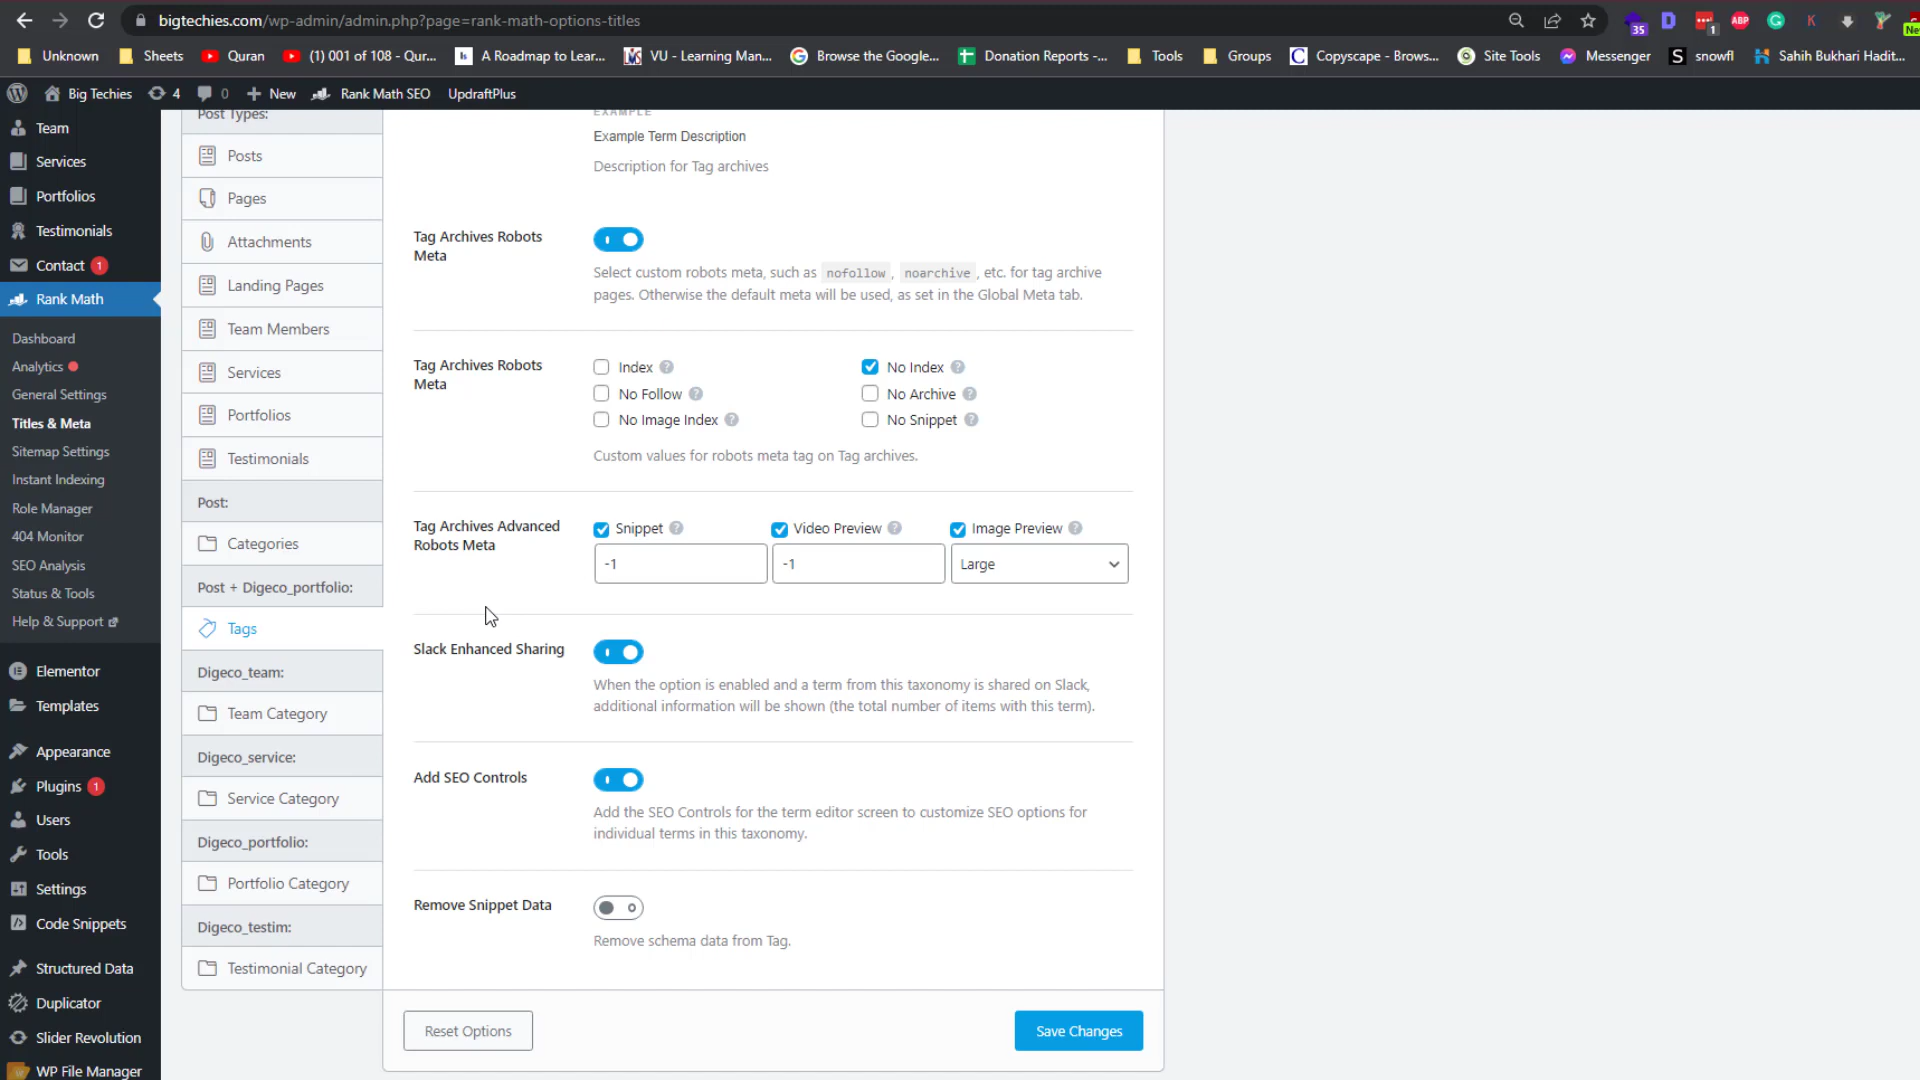 bigtechies.com/wp-admin/admin.php?page=rank-math-options-titles
35
D
1
ABP
K
Unknown
Sheets
Quran
(1) 001 of 108 - Qur...
A Roadmap to Lear...
VU - Learning Man...
Browse the Google...
Donation Reports -...
Tools
Groups
Copyscape - Brows...
Site Tools
Messenger
snowfl
Sahih Bukhari Hadit...
Big Techies
4
0
New
Rank Math SEO
UpdraftPlus
Team
Services
Portfolios
Testimonials
Contact 1
Rank Math
Dashboard
Analytics
General Settings
Titles & Meta
Sitemap Settings
Instant Indexing
Role Manager
404 Monitor
SEO Analysis
Status & Tools
Help & Support
Elementor
Templates
Appearance
Plugins 1
Users
Tools
Settings
Code Snippets
Structured Data
Duplicator
Slider Revolution
WP File Manager
Post Types:
Posts
Pages
Attachments
Landing Pages
Team Members
Services
Portfolios
Testimonials
Post:
Categories
Post + Digeco_portfolio:
Tags
Digeco_team:
Team Category
Digeco_service:
Service Category
Digeco_portfolio:
Portfolio Category
Digeco_testim:
Testimonial Category
EXAMPLE
Example Term Description
Description for Tag archives
Tag Archives Robots
Meta
Select custom robots meta, such as nofollow, noarchive, etc. for tag archive
pages. Otherwise the default meta will be used, as set in the Global Meta tab.
Tag Archives Robots
Meta
Index ?
No Index ?
No Follow ?
No Archive ?
No Image Index ?
No Snippet ?
Custom values for robots meta tag on Tag archives.
Tag Archives Advanced
Robots Meta
Snippet ?
Video Preview ?
Image Preview ?
-1
-1
Large
Slack Enhanced Sharing
When the option is enabled and a term from this taxonomy is shared on Slack,
additional information will be shown (the total number of items with this term).
Add SEO Controls
Add the SEO Controls for the term editor screen to customize SEO options for
individual terms in this taxonomy.
Remove Snippet Data
Remove schema data from Tag.
Reset Options
Save Changes